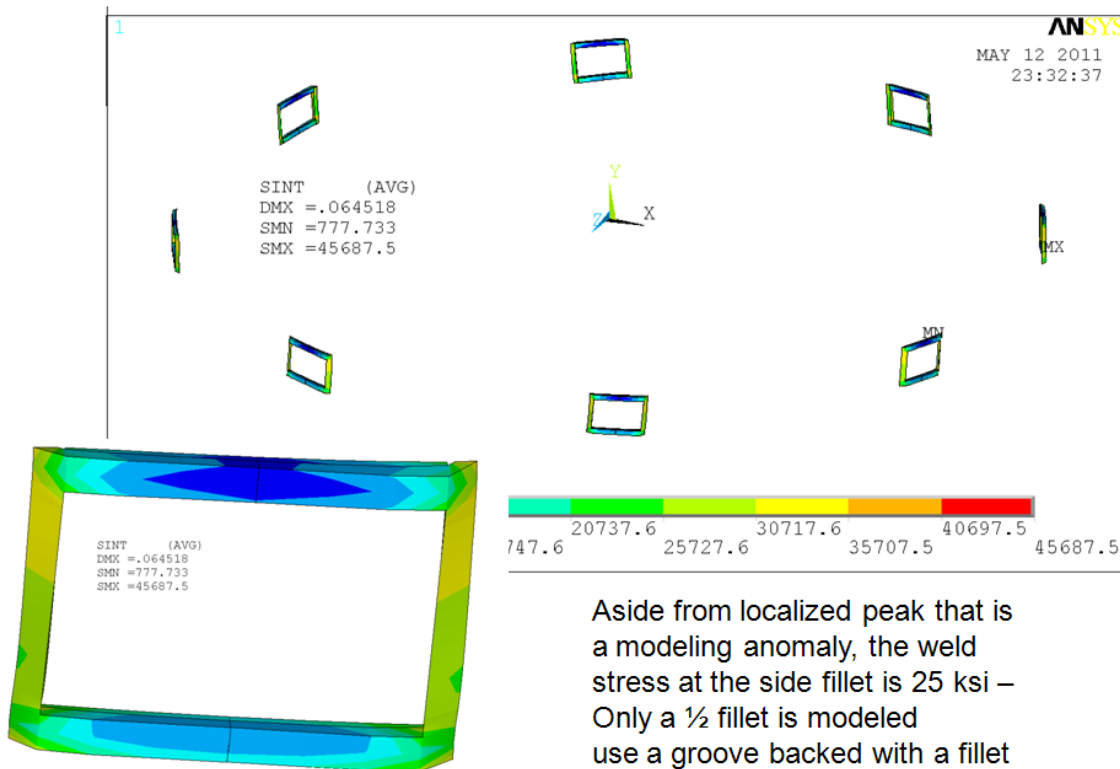 1
ANSYS
MAY 12 2011
23:32:37
SINT (AVG)
DMX =.064518
SMN =777.733
SMX =45687.5
Y
Z
X
MX
MN
SINT (AVG)
DMX =.064518
SMN =777.733
SMX =45687.5
20737.6 30717.6 40697.5
747.6 25727.6 35707.5 45687.5
Aside from localized peak that is
a modeling anomaly, the weld
stress at the side fillet is 25 ksi –
Only a ½ fillet is modeled
use a groove backed with a fillet